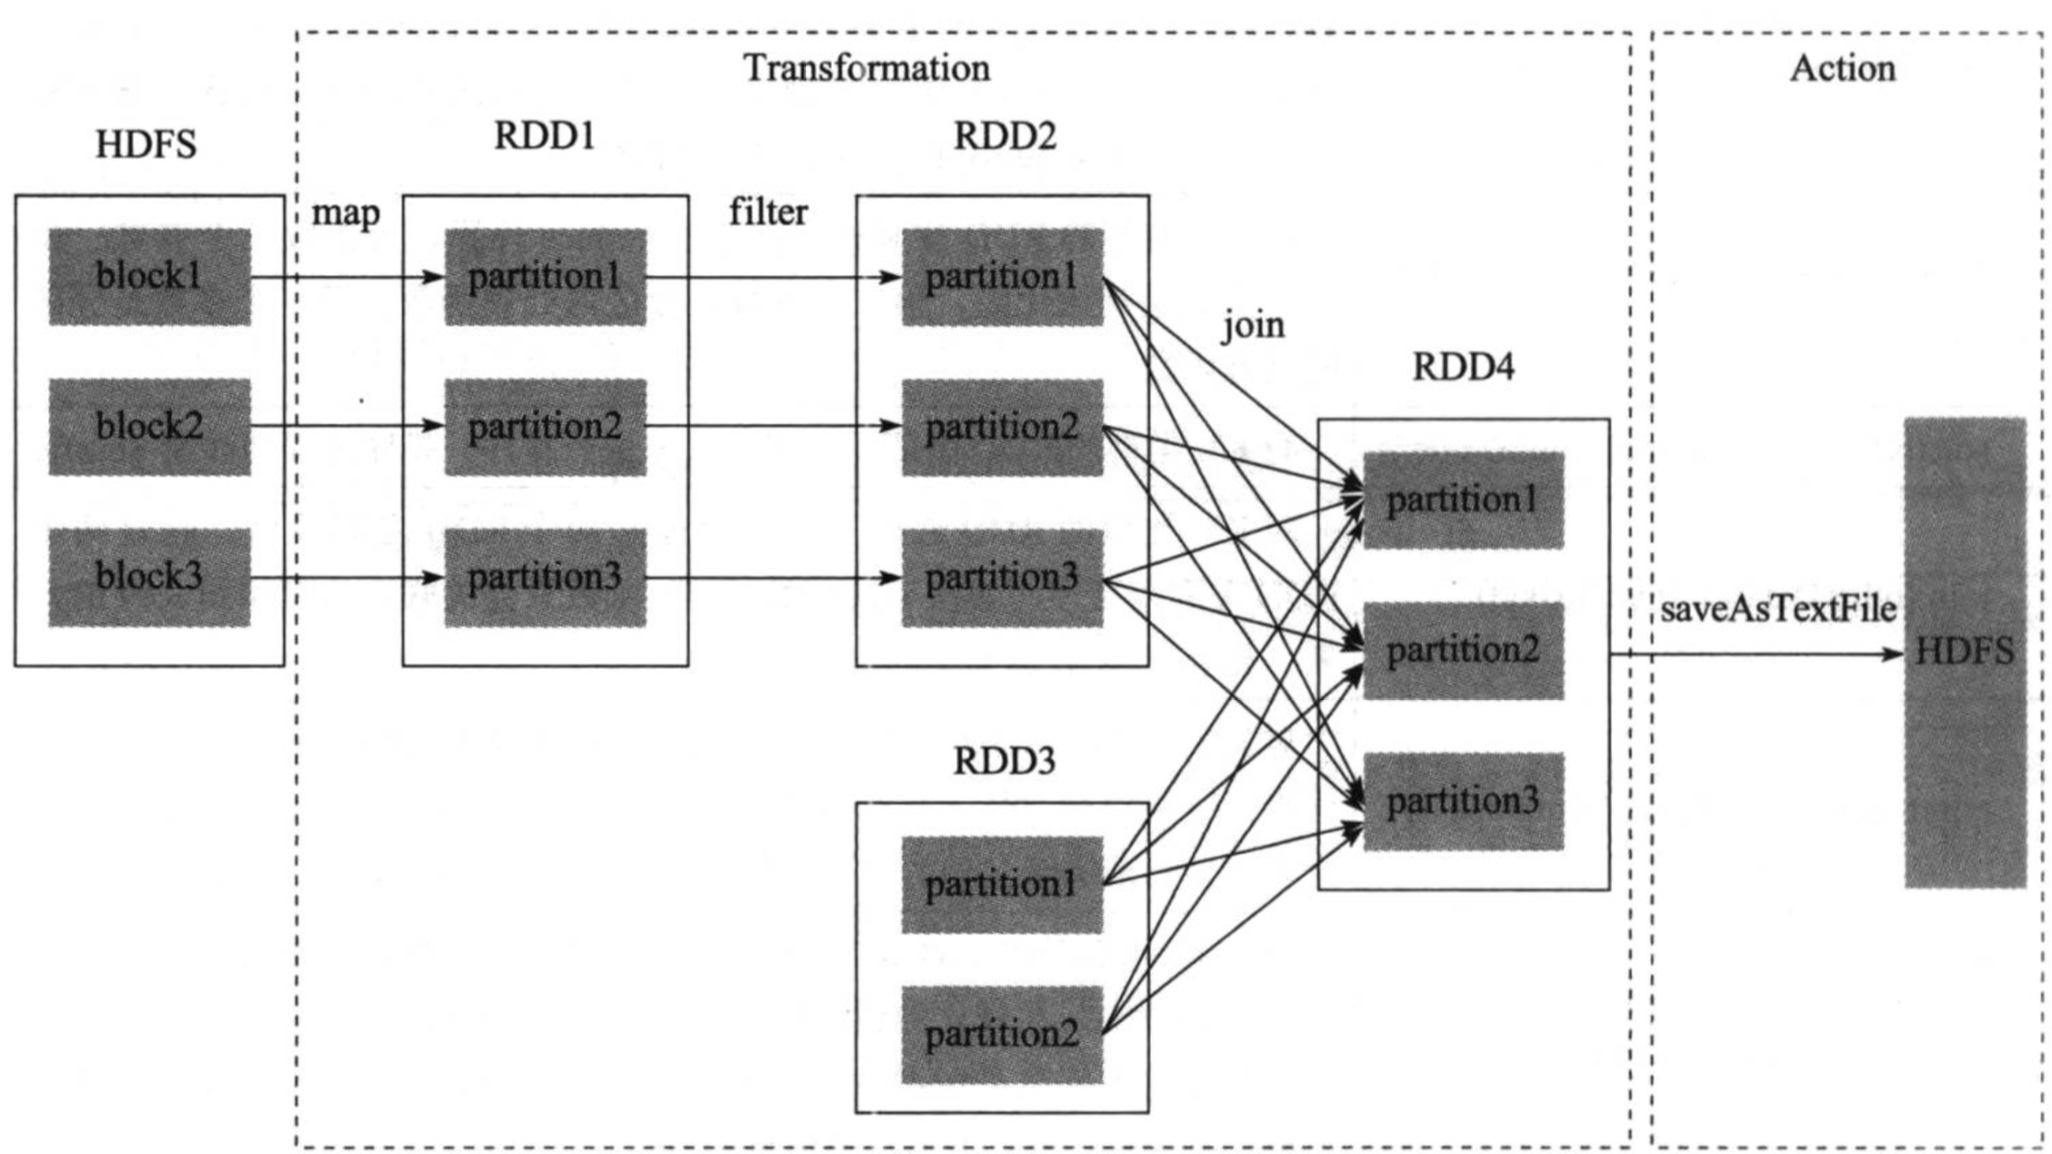 Transformation
Action
HDFS
RDD1
RDD2
map
filter
block1
partition1
partition1
block2
partition2
partition2
block3
partition3
partition3
join
RDD4
partition1
partition2
partition3
saveAsTextFile
HDFS
RDD3
partition1
partition2